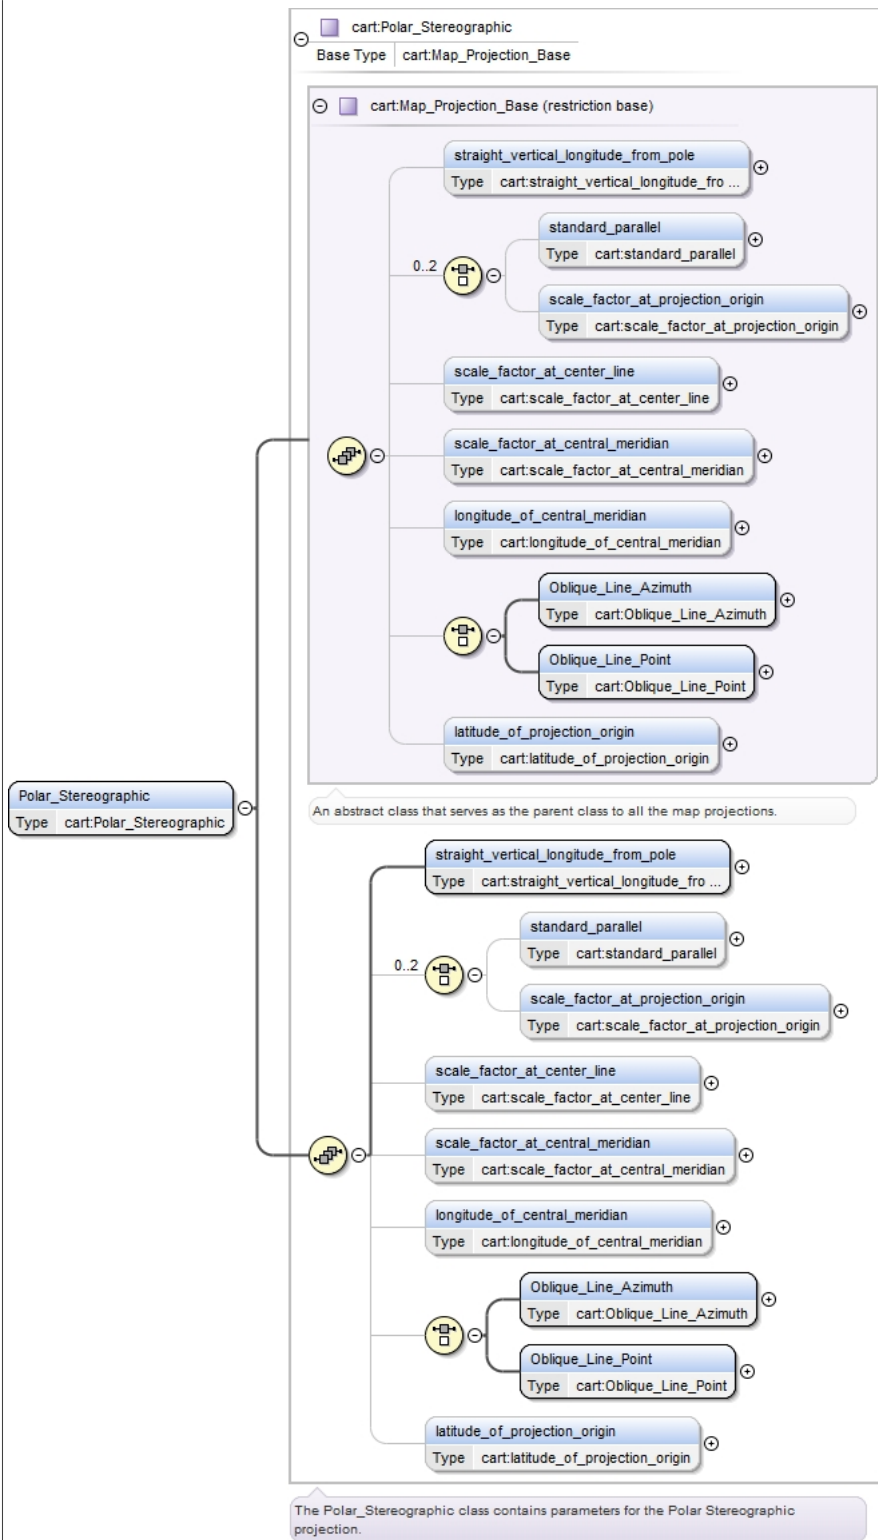 cart:Polar_Stereographic
Base Type cart:Map_Projection_Base
cart:Map_Projection_Base (restriction base)
straight_vertical_longitude_from_pole
Type cart:straight_vertical_longitude_fro ...
0..2
standard_parallel
Type cart:standard_parallel
scale_factor_at_projection_origin
Type cart:scale_factor_at_projection_origin
scale_factor_at_center_line
Type cart:scale_factor_at_center_line
scale_factor_at_central_meridian
Type cart:scale_factor_at_central_meridian
longitude_of_central_meridian
Type cart:longitude_of_central_meridian
Oblique_Line_Azimuth
Type cart:Oblique_Line_Azimuth
Oblique_Line_Point
Type cart:Oblique_Line_Point
latitude_of_projection_origin
Type cart:latitude_of_projection_origin
Polar_Stereographic
Type cart:Polar_Stereographic
An abstract class that serves as the parent class to all the map projections.
straight_vertical_longitude_from_pole
Type cart:straight_vertical_longitude_fro ...
0..2
standard_parallel
Type cart:standard_parallel
scale_factor_at_projection_origin
Type cart:scale_factor_at_projection_origin
scale_factor_at_center_line
Type cart:scale_factor_at_center_line
scale_factor_at_central_meridian
Type cart:scale_factor_at_central_meridian
longitude_of_central_meridian
Type cart:longitude_of_central_meridian
Oblique_Line_Azimuth
Type cart:Oblique_Line_Azimuth
Oblique_Line_Point
Type cart:Oblique_Line_Point
latitude_of_projection_origin
Type cart:latitude_of_projection_origin
The Polar_Stereographic class contains parameters for the Polar Stereographic
projection.